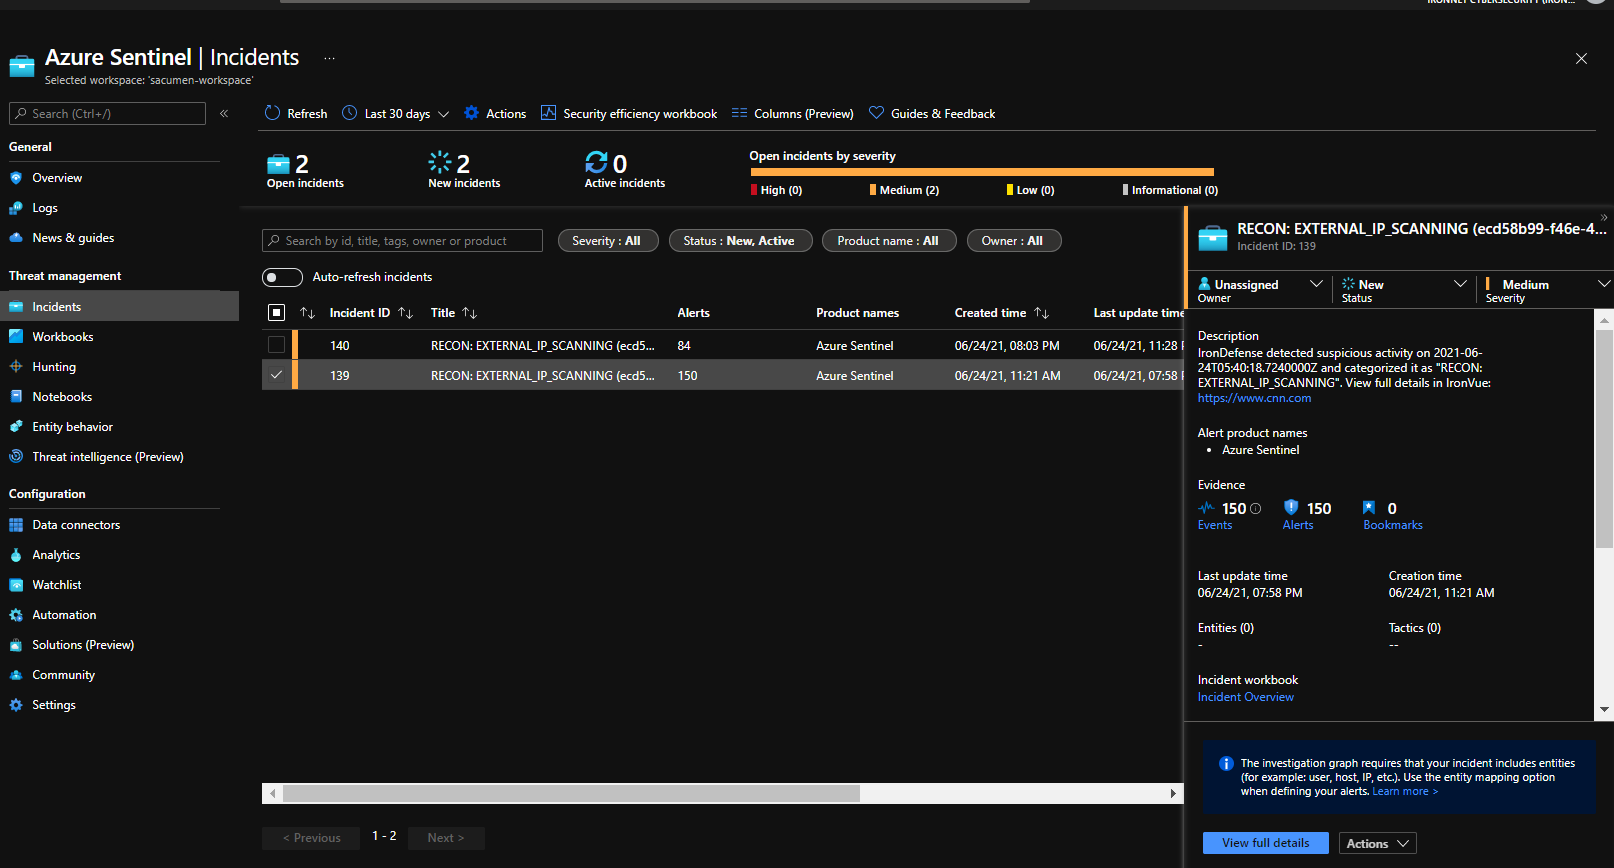 Azure Sentinel | Incidents ...
Selected workspace: 'sacumen-workspace'
Search (Ctrl+/)
«
Refresh
Last 30 days
Actions
Security efficiency workbook
Columns (Preview)
Guides & Feedback
General
Overview
Logs
News & guides
Threat management
Incidents
Workbooks
Hunting
Notebooks
Entity behavior
Threat intelligence (Preview)
Configuration
Data connectors
Analytics
Watchlist
Automation
Solutions (Preview)
Community
Settings
2
Open incidents
2
New incidents
0
Active incidents
Open incidents by severity
High (0)
Medium (2)
Low (0)
Informational (0)
Search by id, title, tags, owner or product
Severity : All
Status : New, Active
Product name : All
Owner : All
Auto-refresh incidents
Incident ID
Title
Alerts
Product names
Created time
Last update time
140
RECON: EXTERNAL_IP_SCANNING (ecd5...
84
Azure Sentinel
06/24/21, 08:03 PM
06/24/21, 11:28
139
RECON: EXTERNAL_IP_SCANNING (ecd5...
150
Azure Sentinel
06/24/21, 11:21 AM
06/24/21, 07:58
< Previous
1 - 2
Next >
»
RECON: EXTERNAL_IP_SCANNING (ecd58b99-f46e-4...
Incident ID: 139
Unassigned
Owner
New
Status
Medium
Severity
Description
IronDefense detected suspicious activity on 2021-06-
24T05:40:18.7240000Z and categorized it as "RECON:
EXTERNAL_IP_SCANNING". View full details in IronVue:
https://www.cnn.com
Alert product names
• Azure Sentinel
Evidence
150
Events
150
Alerts
0
Bookmarks
Last update time
06/24/21, 07:58 PM
Creation time
06/24/21, 11:21 AM
Entities (0)
-
Tactics (0)
--
Incident workbook
Incident Overview
The investigation graph requires that your incident includes entities
(for example: user, host, IP, etc.). Use the entity mapping option
when defining your alerts. Learn more >
View full details
Actions